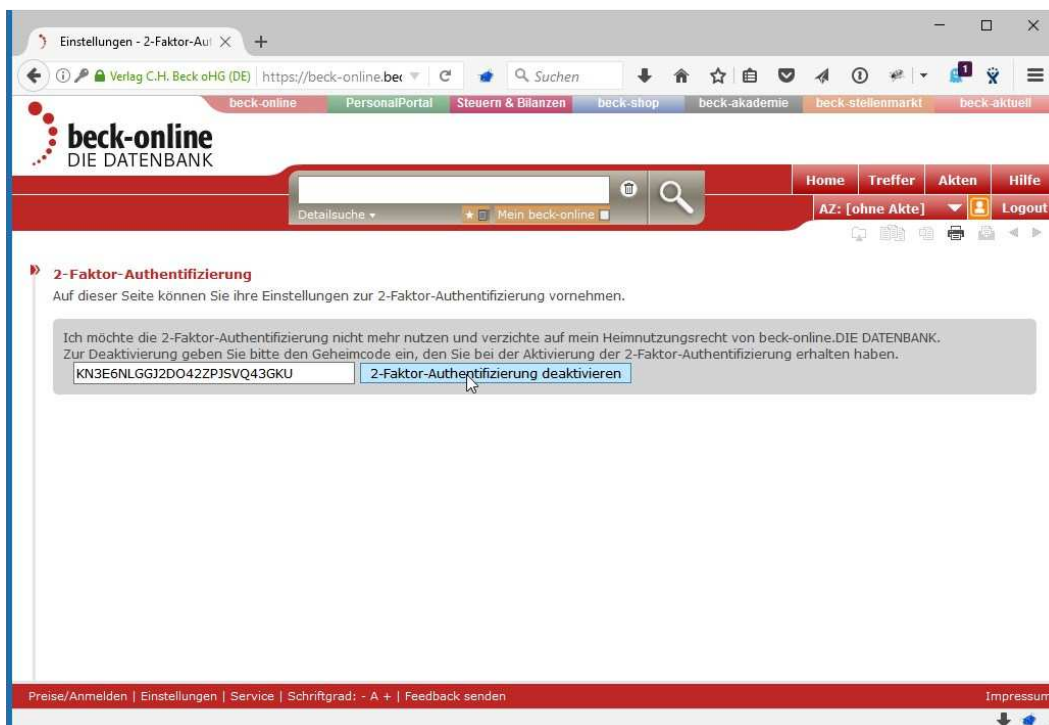 Einstellungen - 2-Faktor-Aut
Verlag C.H. Beck oHG (DE) https://beck-online.bec Suchen 1
beck-online PersonalPortal Steuern & Bilanzen beck-shop beck-akademie beck-stellenmarkt beck-aktuell
beck-online
DIE DATENBANK
Home Treffer Akten Hilfe
Detailsuche Mein beck-online AZ: [ohne Akte] Logout
2-Faktor-Authentifizierung
Auf dieser Seite können Sie ihre Einstellungen zur 2-Faktor-Authentifizierung vornehmen.
Ich möchte die 2-Faktor-Authentifizierung nicht mehr nutzen und verzichte auf mein Heimnutzungsrecht von beck-online.DIE DATENBANK.
Zur Deaktivierung geben Sie bitte den Geheimcode ein, den Sie bei der Aktivierung der 2-Faktor-Authentifizierung erhalten haben.
KN3E6NLGGJ2DO42ZPJSVQ43GKU 2-Faktor-Authentifizierung deaktivieren
Preise/Anmelden | Einstellungen | Service | Schriftgrad: - A + | Feedback senden Impressum